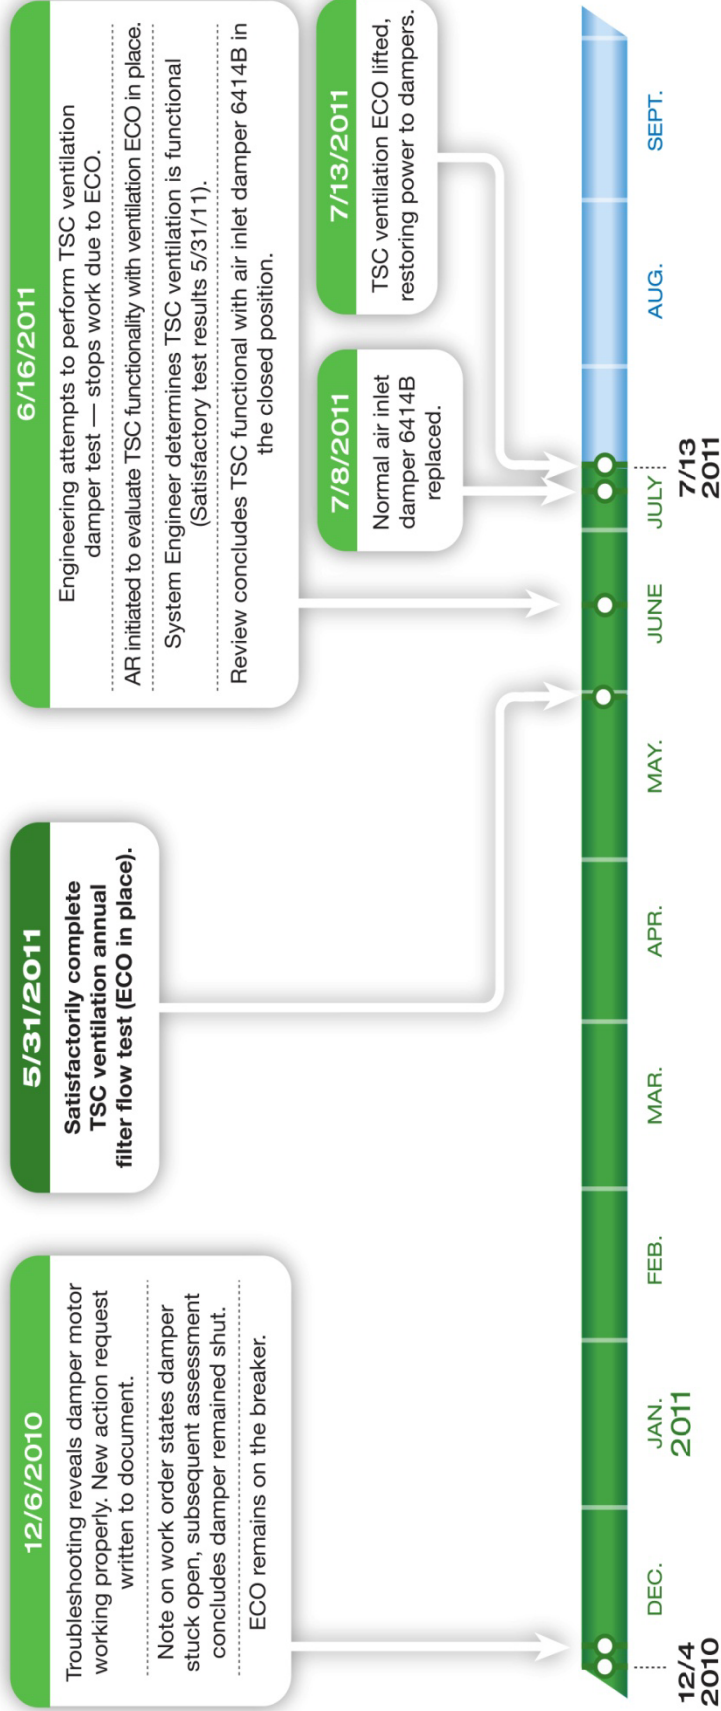 12/6/2010
Troubleshooting reveals damper motor
working properly. New action request
written to document.
Note on work order states damper
stuck open, subsequent assessment
concludes damper remained shut.
ECO remains on the breaker.
5/31/2011
Satisfactorily complete
TSC ventilation annual
filter flow test (ECO in place).
6/16/2011
Engineering attempts to perform TSC ventilation
damper test — stops work due to ECO.
AR initiated to evaluate TSC functionality with ventilation ECO in place.
System Engineer determines TSC ventilation is functional
(Satisfactory test results 5/31/11).
Review concludes TSC functional with air inlet damper 6414B in
the closed position.
7/8/2011
Normal air inlet
damper 6414B
replaced.
7/13/2011
TSC ventilation ECO lifted,
restoring power to dampers.
DEC.
JAN.
FEB.
MAR.
APR.
MAY.
JUNE
JULY
AUG.
SEPT.
12/4
2010
2011
7/13
2011